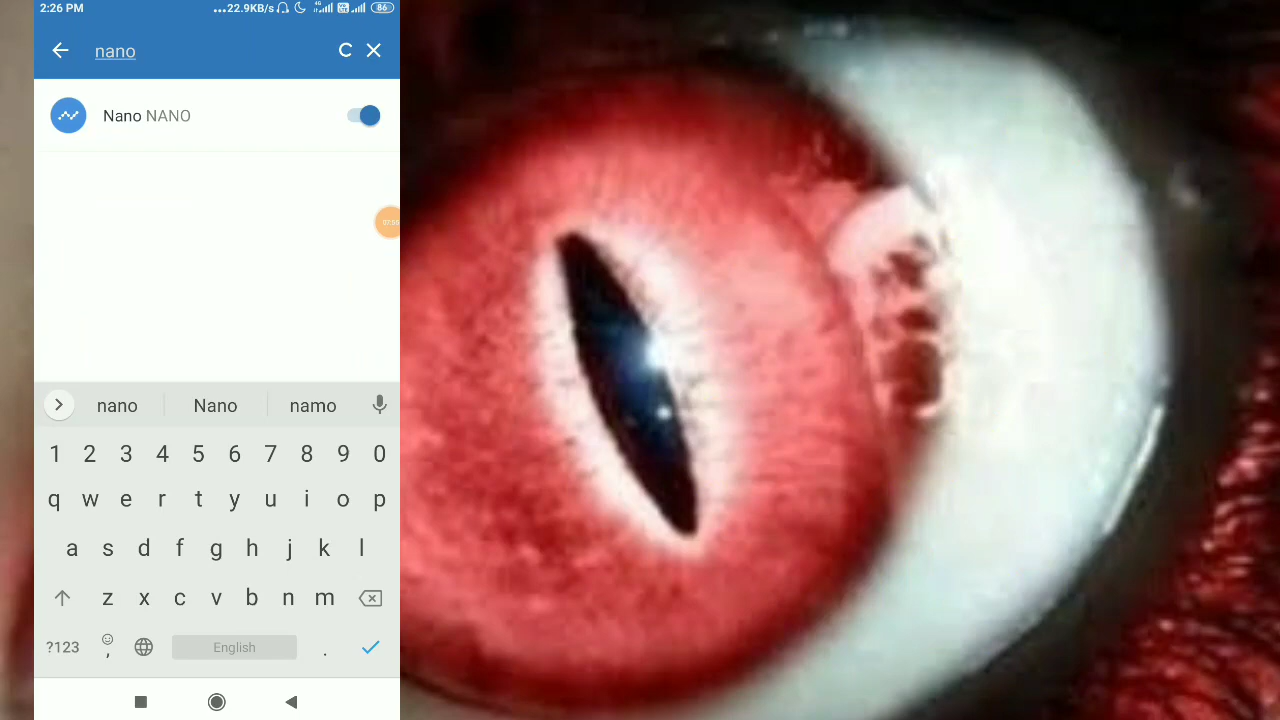 2:26 PM ...22.9KB/s 4G 86
nano C
Nano NANO
nano Nano namo
1 2 3 4 5 6 7 8 9 0
q w e r t y u i o p
a s d f g h j k l
z x c v b n m
?123 , English .